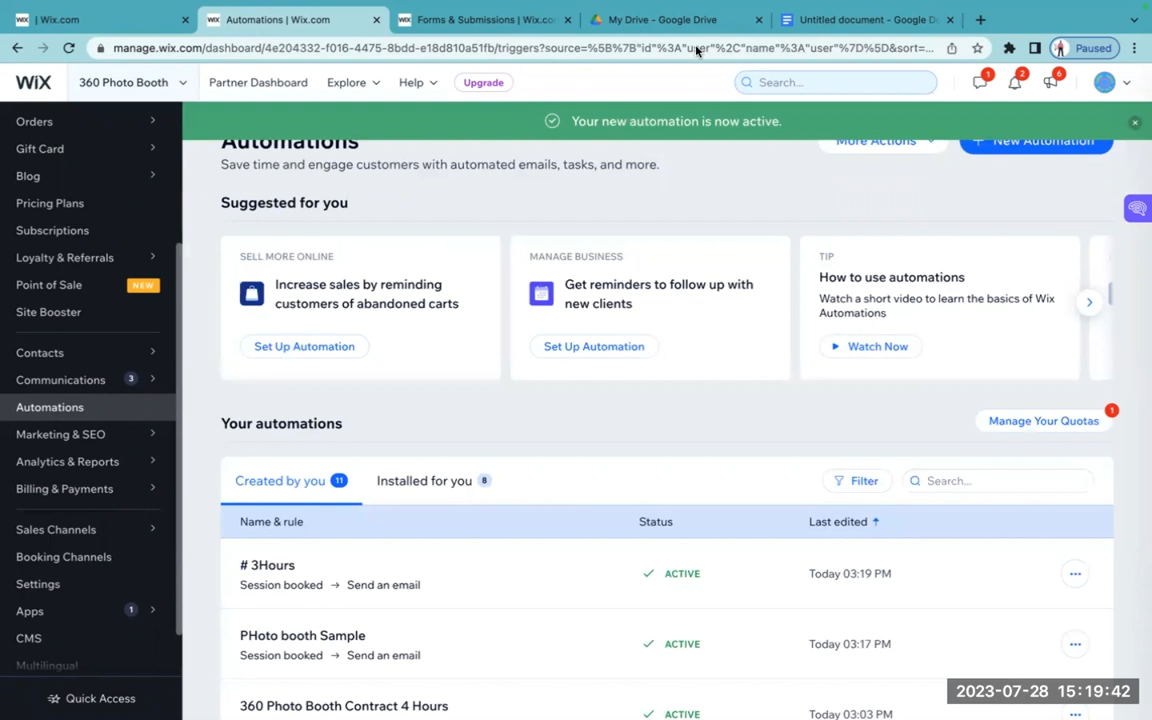 | Wix.com
Automations | Wix.com
Forms & Submissions | Wix.co
My Drive - Google Drive
Untitled document - Google D
manage.wix.com/dashboard/4e204332-f016-4475-8bdd-e18d810a51fb/triggers?source=%5B%7B"id"%3A"user"%2C"name"%3A"user"%7D%5D&sort=...
Paused
WiX
360 Photo Booth
Partner Dashboard
Explore
Help
Upgrade
Search...
1
2
6
Your new automation is now active.
Orders
Gift Card
Blog
Pricing Plans
Subscriptions
Loyalty & Referrals
Point of Sale
NEW
Site Booster
Contacts
Communications 3
Automations
Marketing & SEO
Analytics & Reports
Billing & Payments
Sales Channels
Booking Channels
Settings
Apps 1
CMS
Multilingual
Quick Access
Automations
Save time and engage customers with automated emails, tasks, and more.
More Actions
+ New Automation
Suggested for you
SELL MORE ONLINE
Increase sales by reminding
customers of abandoned carts
Set Up Automation
MANAGE BUSINESS
Get reminders to follow up with
new clients
Set Up Automation
TIP
How to use automations
Watch a short video to learn the basics of Wix
Automations
Watch Now
Your automations
Manage Your Quotas
1
Created by you 11
Installed for you 8
Filter
Search...
Name & rule
Status
Last edited
# 3Hours
Session booked → Send an email
ACTIVE
Today 03:19 PM
PHoto booth Sample
Session booked → Send an email
ACTIVE
Today 03:17 PM
360 Photo Booth Contract 4 Hours
ACTIVE
Today 03:03 PM
2023-07-28 15:19:42